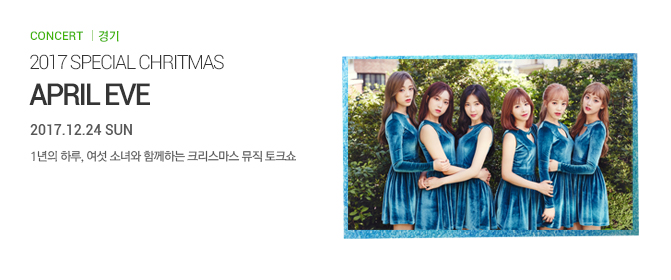 CONCERT | 경기
2017 SPECIAL CHRITMAS
APRIL EVE
2017.12.24 SUN
1년의 하루, 여섯 소녀와 함께하는 크리스마스 뮤직 토크쇼